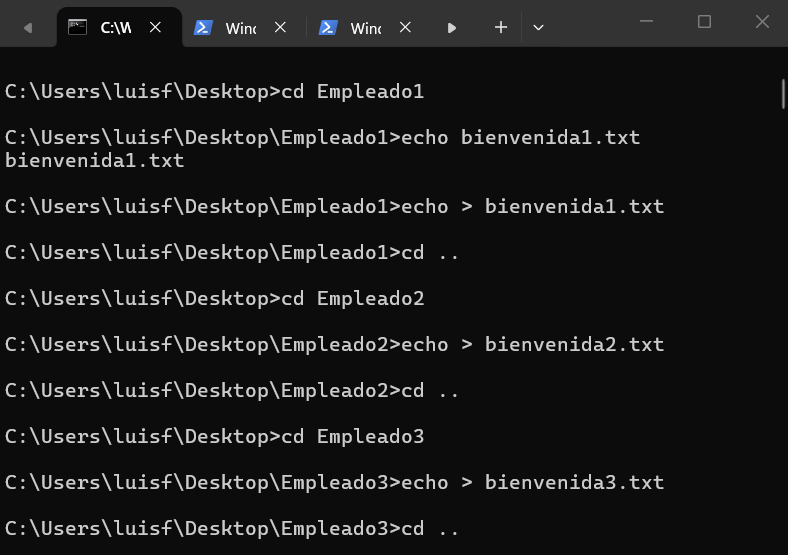 C:\W
Winc
Winc
C:\Users\luisf\Desktop>cd Empleado1
C:\Users\luisf\Desktop\Empleado1>echo bienvenida1.txt
bienvenida1.txt
C:\Users\luisf\Desktop\Empleado1>echo > bienvenida1.txt
C:\Users\luisf\Desktop\Empleado1>cd ..
C:\Users\luisf\Desktop>cd Empleado2
C:\Users\luisf\Desktop\Empleado2>echo > bienvenida2.txt
C:\Users\luisf\Desktop\Empleado2>cd ..
C:\Users\luisf\Desktop>cd Empleado3
C:\Users\luisf\Desktop\Empleado3>echo > bienvenida3.txt
C:\Users\luisf\Desktop\Empleado3>cd ..